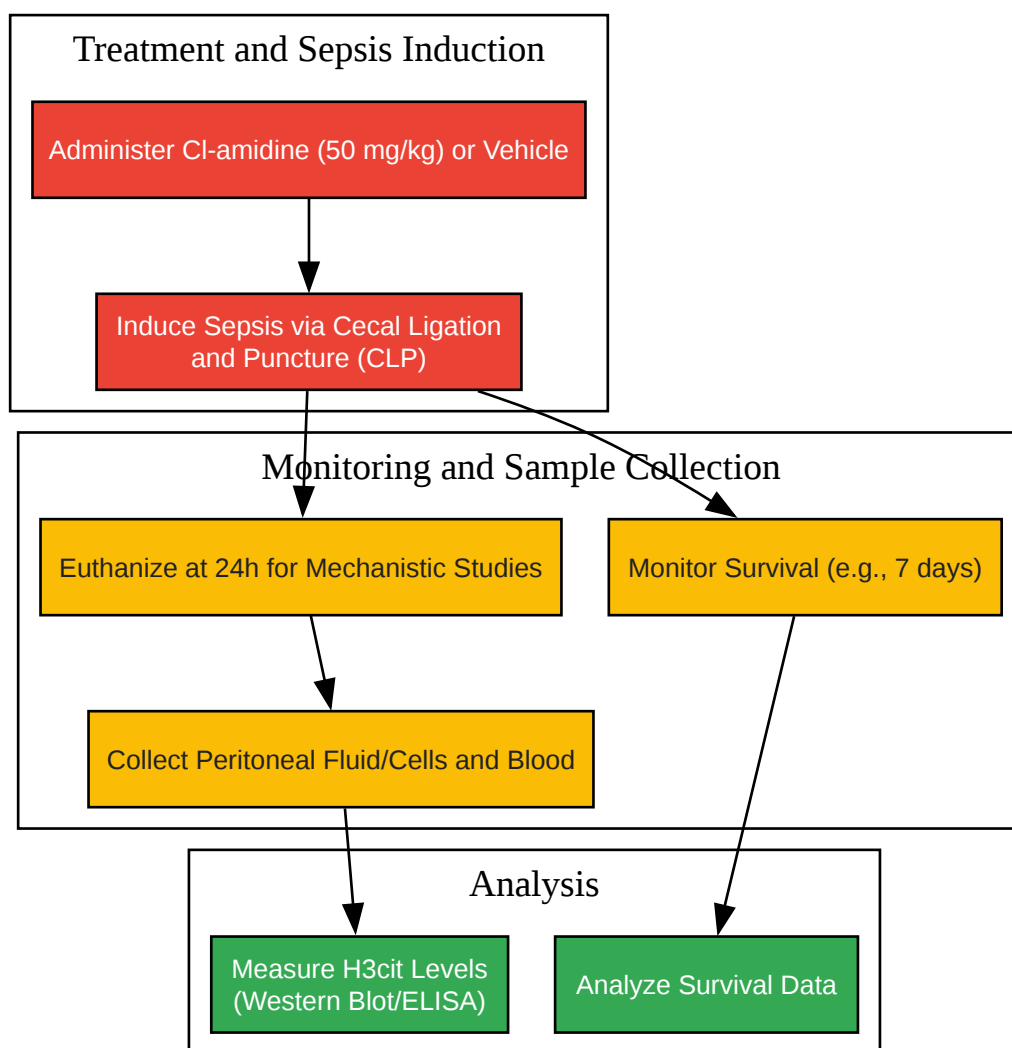 Treatment and Sepsis Induction
Administer Cl-amidine (50 mg/kg) or Vehicle
Induce Sepsis via Cecal Ligation
and Puncture (CLP)
Monitoring and Sample Collection
Euthanize at 24h for Mechanistic Studies
Monitor Survival (e.g., 7 days)
Collect Peritoneal Fluid/Cells and Blood
Analysis
Measure H3cit Levels
(Western Blot/ELISA)
Analyze Survival Data